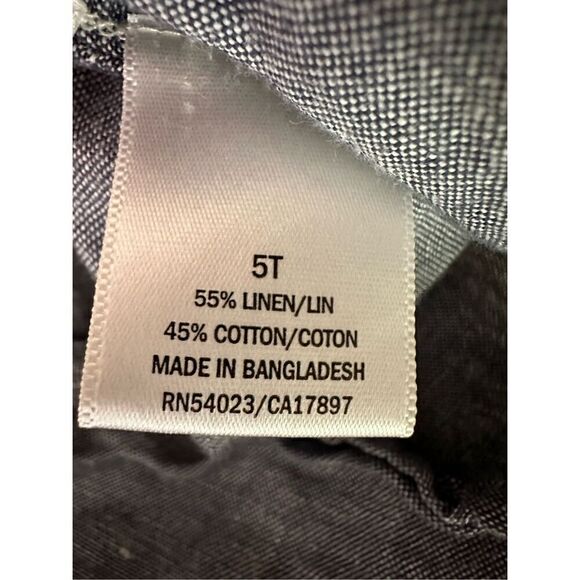 5T
55% LINEN/LIN
45% COTTON/COTON
MADE IN BANGLADESH
RN54023/CA17897